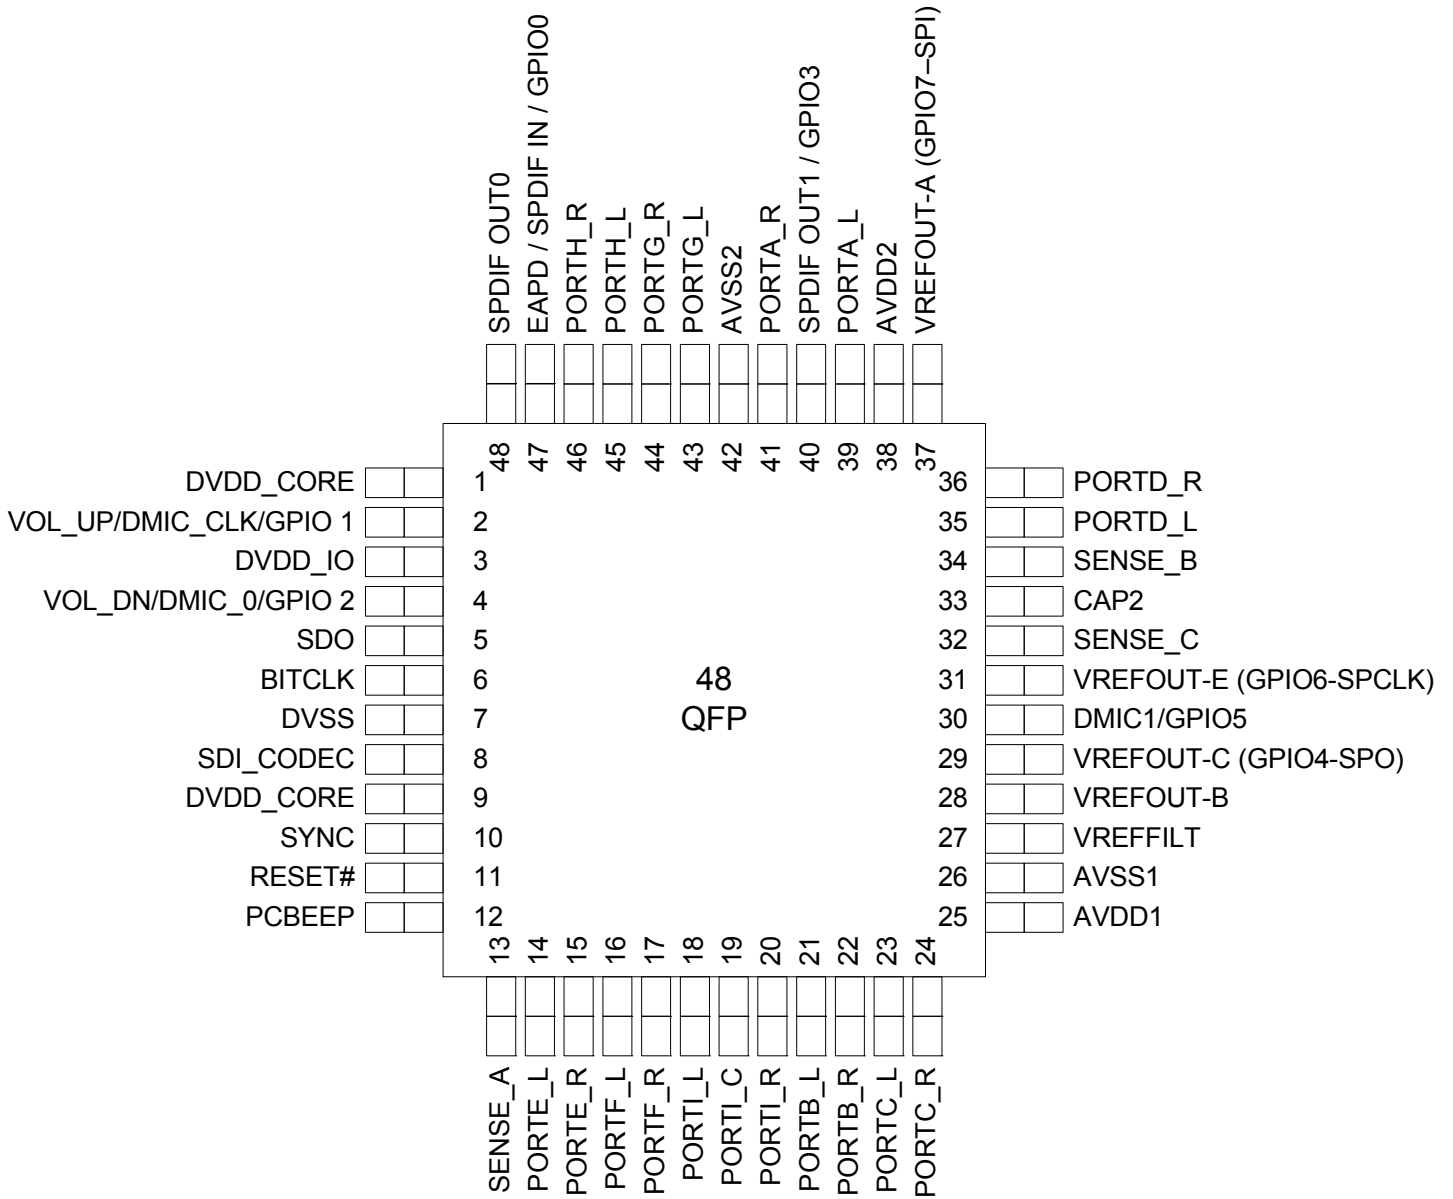 SPDIF OUT0
EAPD / SPDIF IN / GPIO0
PORTH_R
PORTH_L
PORTG_R
PORTG_L
AVSS2
PORTA_R
SPDIF OUT1 / GPIO3
PORTA_L
AVDD2
VREFOUT-A (GPIO7–SPI)
48
47
46
45
44
43
42
41
40
39
38
37
DVDD_CORE 1
VOL_UP/DMIC_CLK/GPIO 1 2
DVDD_IO 3
VOL_DN/DMIC_0/GPIO 2 4
SDO 5
BITCLK 6
DVSS 7
SDI_CODEC 8
DVDD_CORE 9
SYNC 10
RESET# 11
PCBEEP 12
48
QFP
36 PORTD_R
35 PORTD_L
34 SENSE_B
33 CAP2
32 SENSE_C
31 VREFOUT-E (GPIO6-SPCLK)
30 DMIC1/GPIO5
29 VREFOUT-C (GPIO4-SPO)
28 VREFOUT-B
27 VREFFILT
26 AVSS1
25 AVDD1
13
14
15
16
17
18
19
20
21
22
23
24
SENSE_A
PORTE_L
PORTE_R
PORTF_L
PORTF_R
PORTI_L
PORTI_C
PORTI_R
PORTB_L
PORTB_R
PORTC_L
PORTC_R